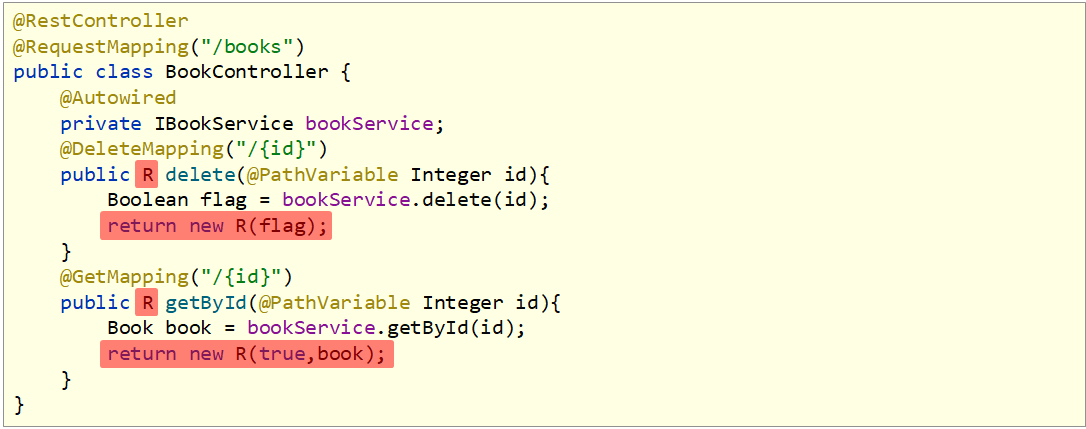 @RestController
@RequestMapping("/books")
public class BookController {
    @Autowired
    private IBookService bookService;
    @DeleteMapping("/{id}")
    public R delete(@PathVariable Integer id){
        Boolean flag = bookService.delete(id);
        return new R(flag);
    }
    @GetMapping("/{id}")
    public R getById(@PathVariable Integer id){
        Book book = bookService.getById(id);
        return new R(true,book);
    }
}